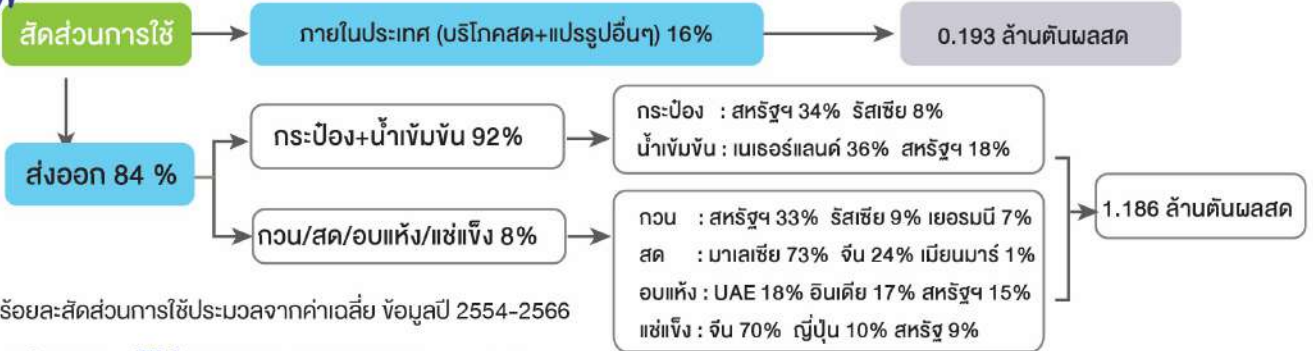 สัดส่วนการใช้
ภายในประเทศ (บริโภคสด+แปรรูปอื่นๆ) 16%
0.193 ล้านตันผลสด
ส่งออก 84 %
กระป๋อง+น้ำเข้มข้น 92%
กระป๋อง : สหรัฐฯ 34% รัสเซีย 8%
น้ำเข้มข้น : เนเธอร์แลนด์ 36% สหรัฐฯ 18%
กวน/สด/อบแห้ง/แช่แข็ง 8%
กวน : สหรัฐฯ 33% รัสเซีย 9% เยอรมนี 7%
สด : มาเลเซีย 73% จีน 24% เมียนมาร์ 1%
อบแห้ง : UAE 18% อินเดีย 17% สหรัฐฯ 15%
แช่แข็ง : จีน 70% ญี่ปุ่น 10% สหรัฐ 9%
1.186 ล้านตันผลสด
ร้อยละสัดส่วนการใช้ประมวลจากค่าเฉลี่ย ข้อมูลปี 2554-2566